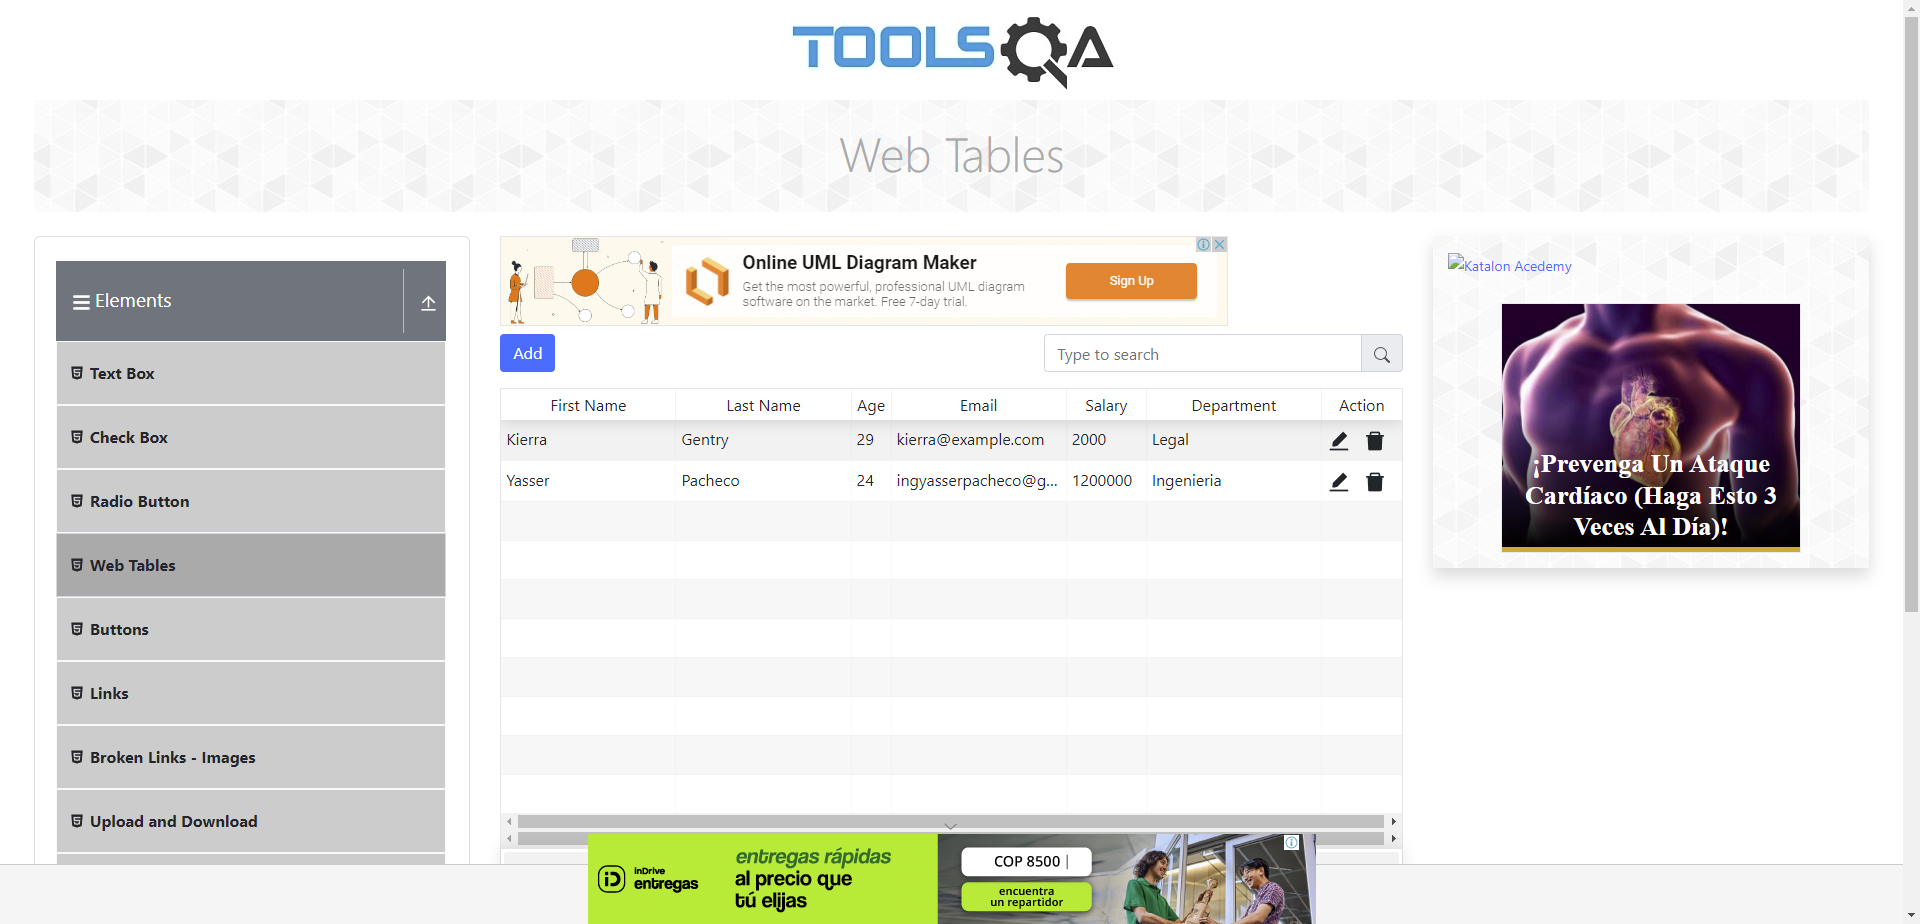 TOOLSQA
Web Tables
Elements
Text Box
Check Box
Radio Button
Web Tables
Buttons
Links
Broken Links - Images
Upload and Download
Online UML Diagram Maker
Get the most powerful, professional UML diagram
software on the market. Free 7-day trial.
Sign Up
Add
Type to search
First Name Last Name Age Email Salary Department Action
Kierra Gentry 29 kierra@example.com 2000 Legal
Yasser Pacheco 24 ingyasserpacheco@g... 1200000 Ingenieria
Katalon Acedemy
¡Prevenga Un Ataque
Cardíaco (Haga Esto 3
Veces Al Día)!
inDrive
entregas
entregas rápidas
al precio que
tú elijas
COP 8500
encuentra
un repartidor